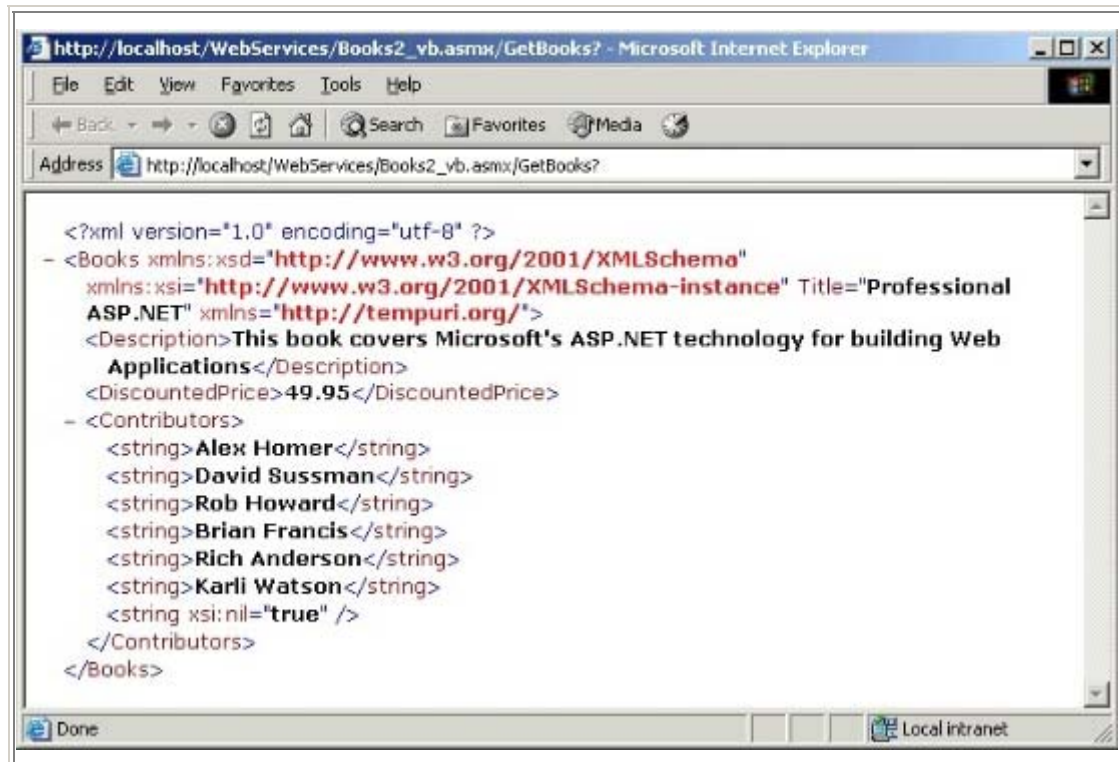 http://localhost/WebServices/Books2_vb.asmx/GetBooks? - Microsoft Internet Explorer
File Edit View Favorites Tools Help
Back Search Favorites Media
Address http://localhost/WebServices/Books2_vb.asmx/GetBooks?
<?xml version="1.0" encoding="utf-8" ?>
- <Books xmlns:xsd="http://www.w3.org/2001/XMLSchema"
xmlns:xsi="http://www.w3.org/2001/XMLSchema-instance" Title="Professional
ASP.NET" xmlns="http://tempuri.org/">
<Description>This book covers Microsoft's ASP.NET technology for building Web
Applications</Description>
<DiscountedPrice>49.95</DiscountedPrice>
- <Contributors>
<string>Alex Homer</string>
<string>David Sussman</string>
<string>Rob Howard</string>
<string>Brian Francis</string>
<string>Rich Anderson</string>
<string>Karli Watson</string>
<string xsi:nil="true" />
</Contributors>
</Books>
Done Local intranet